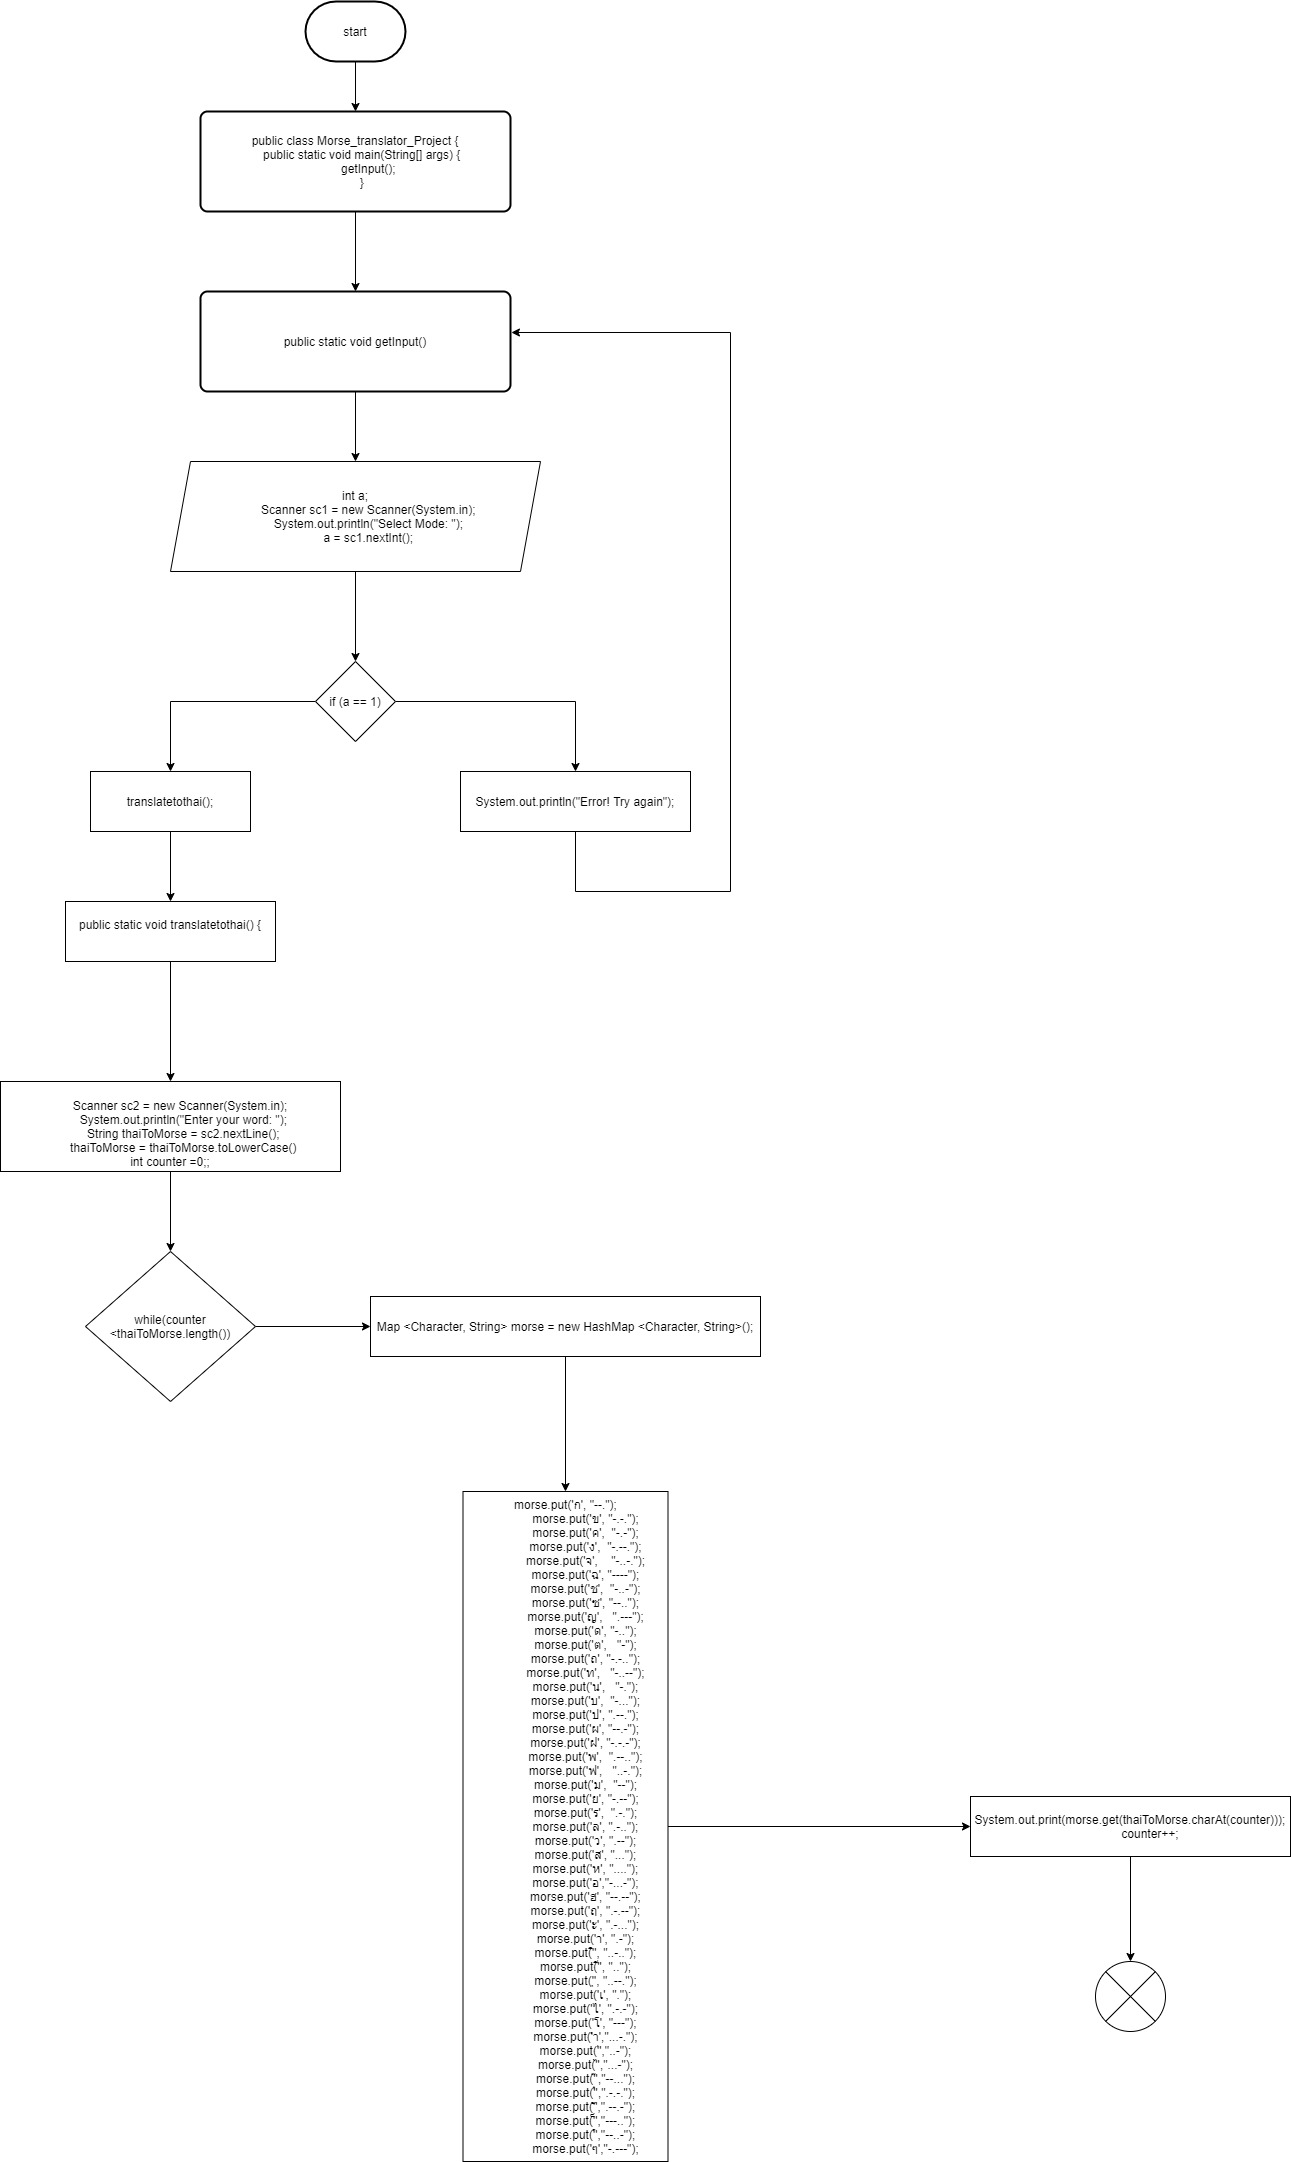 start
public class Morse_translator_Project {
public static void main(String[] args) {
getInput();
}
public static void getInput()
int a;
Scanner sc1 = new Scanner(System.in);
System.out.println("Select Mode: ");
a = sc1.nextInt();
if (a == 1)
translatetothai();
System.out.println("Error! Try again");
public static void translatetothai() {
Scanner sc2 = new Scanner(System.in);
System.out.println("Enter your word: ");
String thaiToMorse = sc2.nextLine();
thaiToMorse = thaiToMorse.toLowerCase()
int counter =0;;
while(counter
<thaiToMorse.length())
Map <Character, String> morse = new HashMap <Character, String>();
morse.put('ก', "--.");
morse.put('ข', "-.-.");
morse.put('ค', "-.-");
morse.put('ง', "-.--.");
morse.put('จ', "-..-.");
morse.put('ฉ', "----");
morse.put('ช', "-..-");
morse.put('ซ', "--..");
morse.put('ญ', ".---");
morse.put('ด', "-..");
morse.put('ต', "-");
morse.put('ถ', "-.-..");
morse.put('ท', "-..--");
morse.put('น', "-.");
morse.put('บ', "-...");
morse.put('ป', ".--.");
morse.put('ผ', "--.-");
morse.put('ฝ', "-.-.-");
morse.put('พ', ".--..");
morse.put('ฟ', "..-.");
morse.put('ม', "--");
morse.put('ย', "-.--");
morse.put('ร', ".-.");
morse.put('ล', ".-..");
morse.put('ว', ".--");
morse.put('ส', "...");
morse.put('ห', "....");
morse.put('อ',"-...-");
morse.put('ฮ', "--.--");
morse.put('ฤ', ".-.--");
morse.put('ะ', ".-...");
morse.put('า', ".-");
"..-..");
"..");
"..--.");
morse.put('เ', ".");
".-.-");
morse.put('โ', "---");
"...-.");
"..-");
"...-");
"--...");
".-.-.");
".--.-");
"---..");
"--..-");
morse.put('ๆ',"-.---");
System.out.print(morse.get(thaiToMorse.charAt(counter)));
counter++;